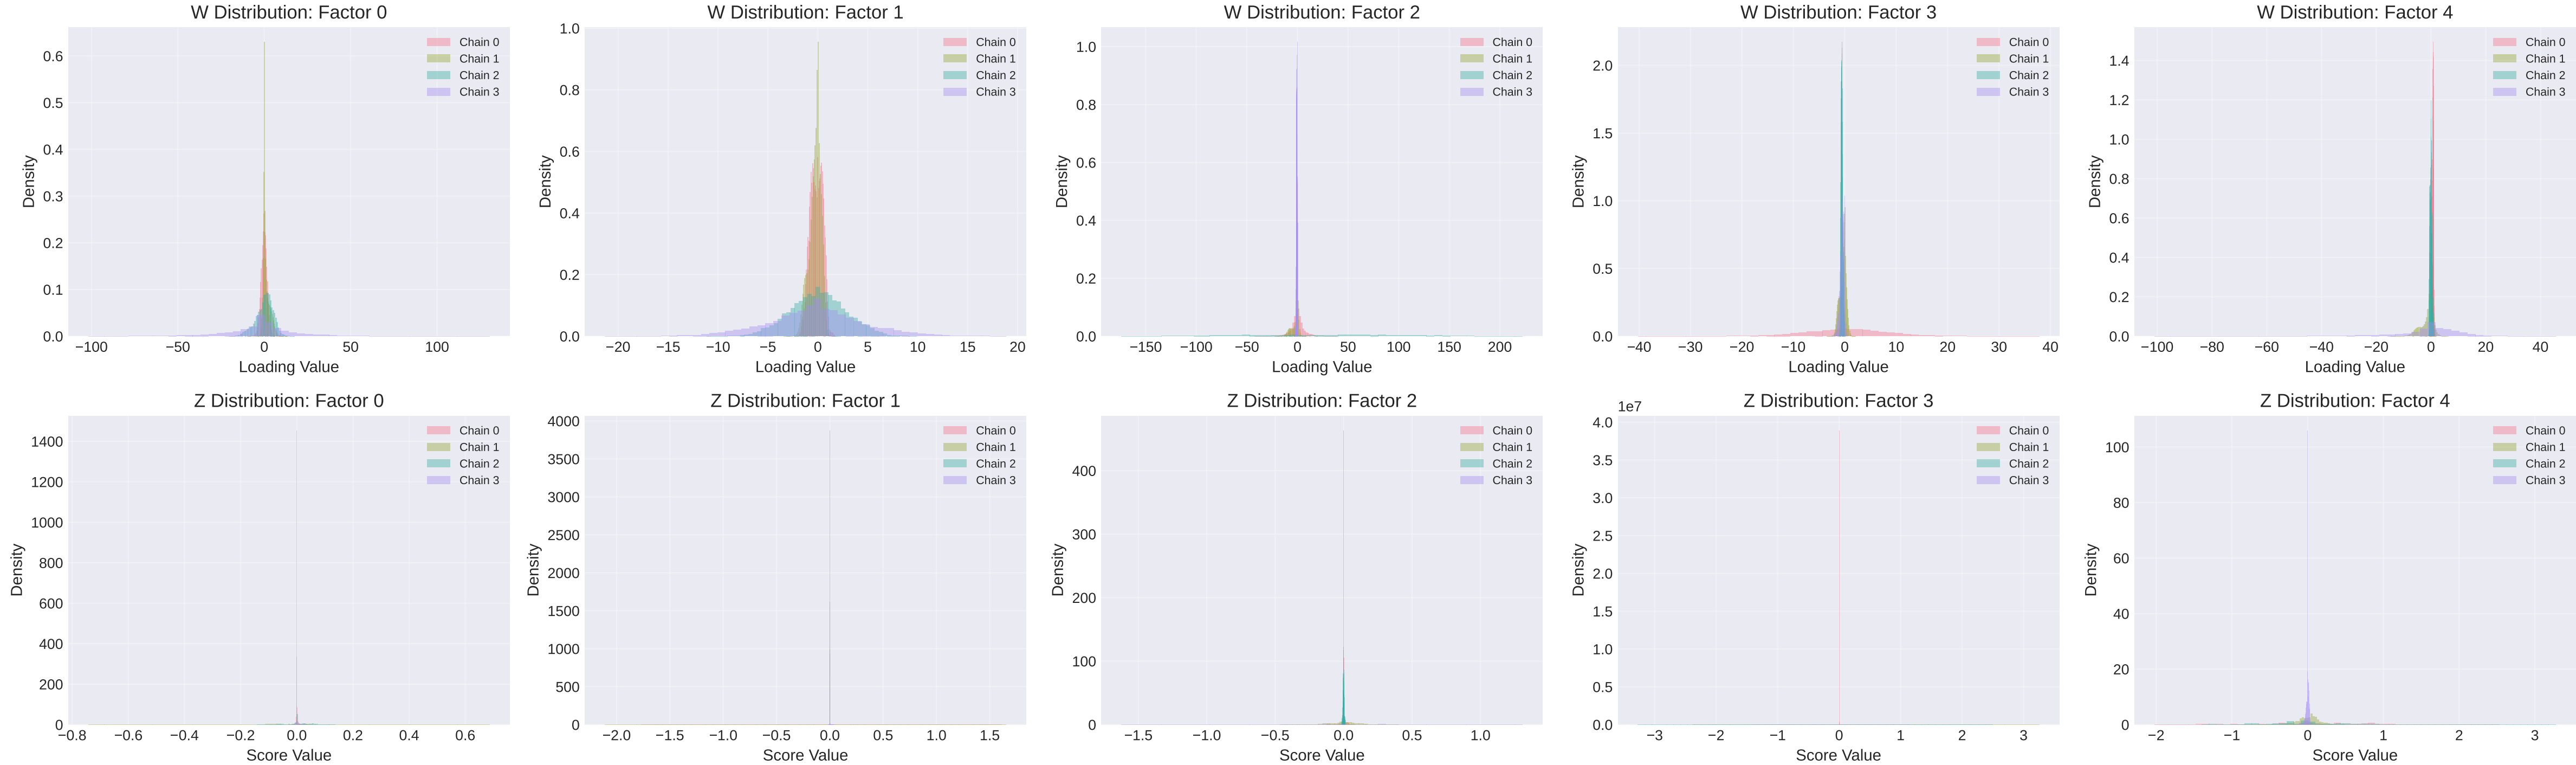 W Distribution: Factor 0
Density
0.6
0.5
0.4
0.3
0.2
0.1
0.0
Chain 0
Chain 1
Chain 2
Chain 3
−100 −50 0 50 100
Loading Value
W Distribution: Factor 1
Density
1.0
0.8
0.6
0.4
0.2
0.0
Chain 0
Chain 1
Chain 2
Chain 3
−20 −15 −10 −5 0 5 10 15 20
Loading Value
W Distribution: Factor 2
Density
1.0
0.8
0.6
0.4
0.2
0.0
Chain 0
Chain 1
Chain 2
Chain 3
−150 −100 −50 0 50 100 150 200
Loading Value
W Distribution: Factor 3
Density
2.0
1.5
1.0
0.5
0.0
Chain 0
Chain 1
Chain 2
Chain 3
−40 −30 −20 −10 0 10 20 30 40
Loading Value
W Distribution: Factor 4
Density
1.4
1.2
1.0
0.8
0.6
0.4
0.2
0.0
Chain 0
Chain 1
Chain 2
Chain 3
−100 −80 −60 −40 −20 0 20 40
Loading Value
Z Distribution: Factor 0
Density
1400
1200
1000
800
600
400
200
0
Chain 0
Chain 1
Chain 2
Chain 3
−0.8 −0.6 −0.4 −0.2 0.0 0.2 0.4 0.6
Score Value
Z Distribution: Factor 1
Density
4000
3500
3000
2500
2000
1500
1000
500
0
Chain 0
Chain 1
Chain 2
Chain 3
−2.0 −1.5 −1.0 −0.5 0.0 0.5 1.0 1.5
Score Value
Z Distribution: Factor 2
Density
400
300
200
100
0
Chain 0
Chain 1
Chain 2
Chain 3
−1.5 −1.0 −0.5 0.0 0.5 1.0
Score Value
Z Distribution: Factor 3
1e7
Density
4.0
3.5
3.0
2.5
2.0
1.5
1.0
0.5
0.0
Chain 0
Chain 1
Chain 2
Chain 3
−3 −2 −1 0 1 2 3
Score Value
Z Distribution: Factor 4
Density
100
80
60
40
20
0
Chain 0
Chain 1
Chain 2
Chain 3
−2 −1 0 1 2 3
Score Value